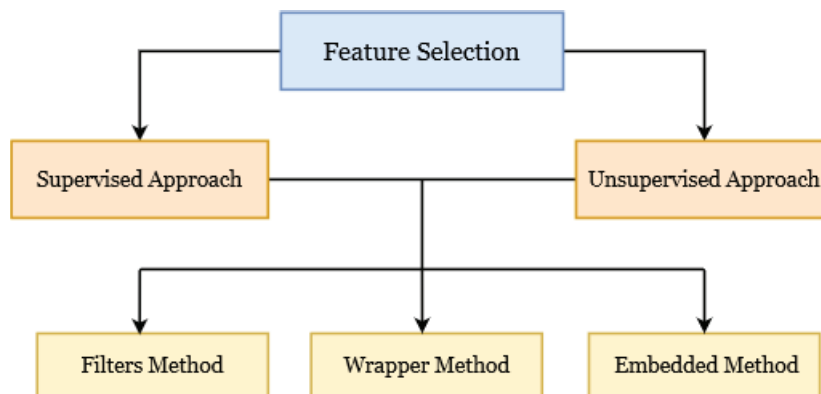 Feature Selection
Supervised Approach
Unsupervised Approach
Filters Method
Wrapper Method
Embedded Method